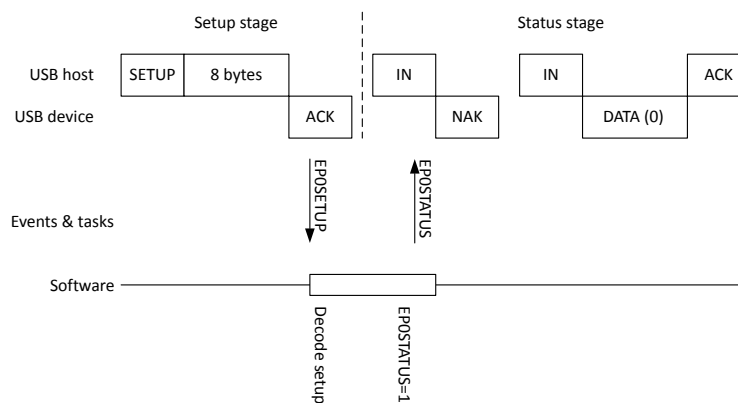 Setup stage
Status stage
USB host
SETUP
8 bytes
IN
IN
ACK
USB device
ACK
NAK
DATA (0)
EP0SETUP
EP0STATUS
Events & tasks
Software
Decode setup
EP0STATUS=1